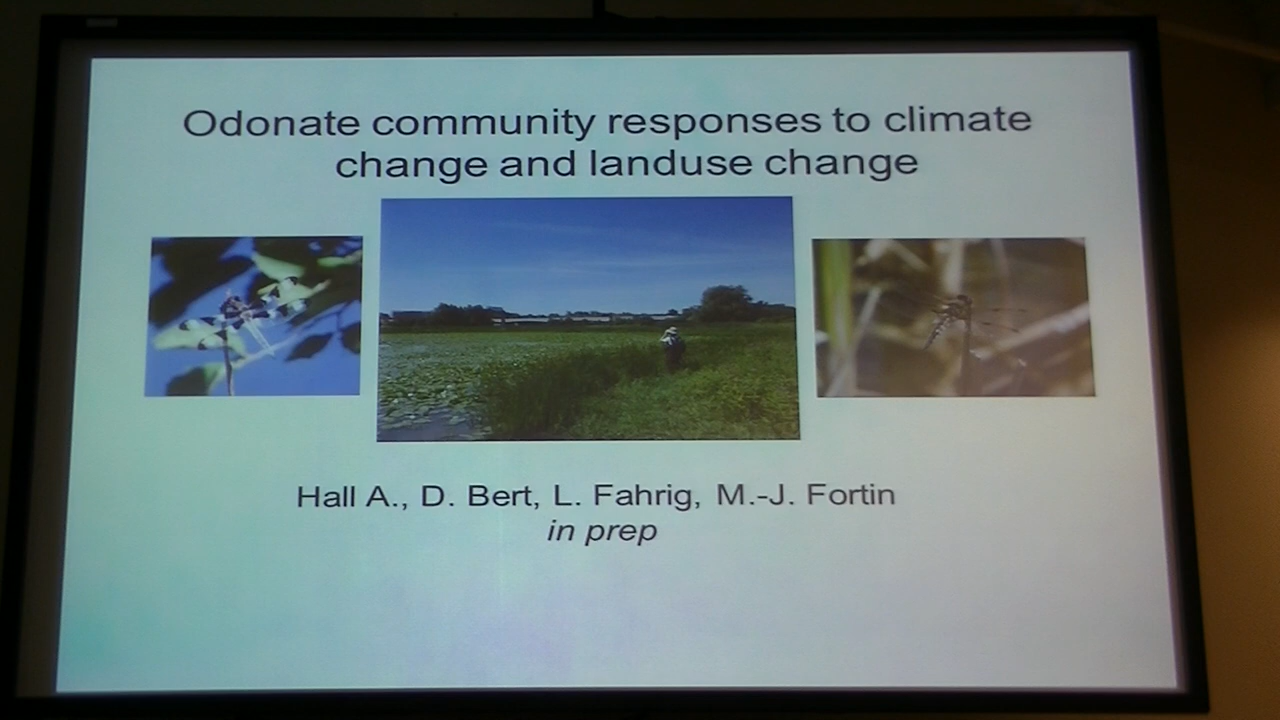 Odonate community responses to climate
change and landuse change
Hall A., D. Bert, L. Fahrig, M.-J. Fortin
in prep